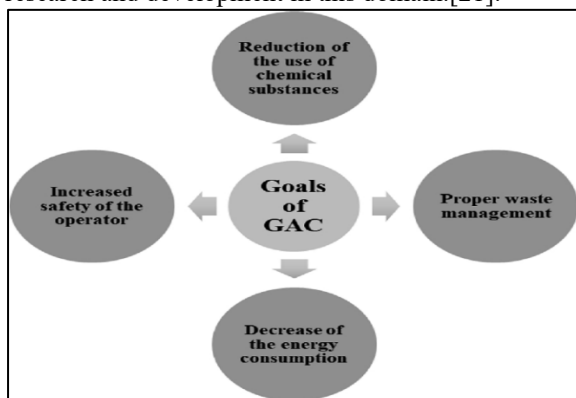 research and development in this domain.[21].
Reduction of
the use of
chemical
substances
Increased
safety of the
operator
Goals
of
GAC
Proper waste
management
Decrease of
the energy
consumption